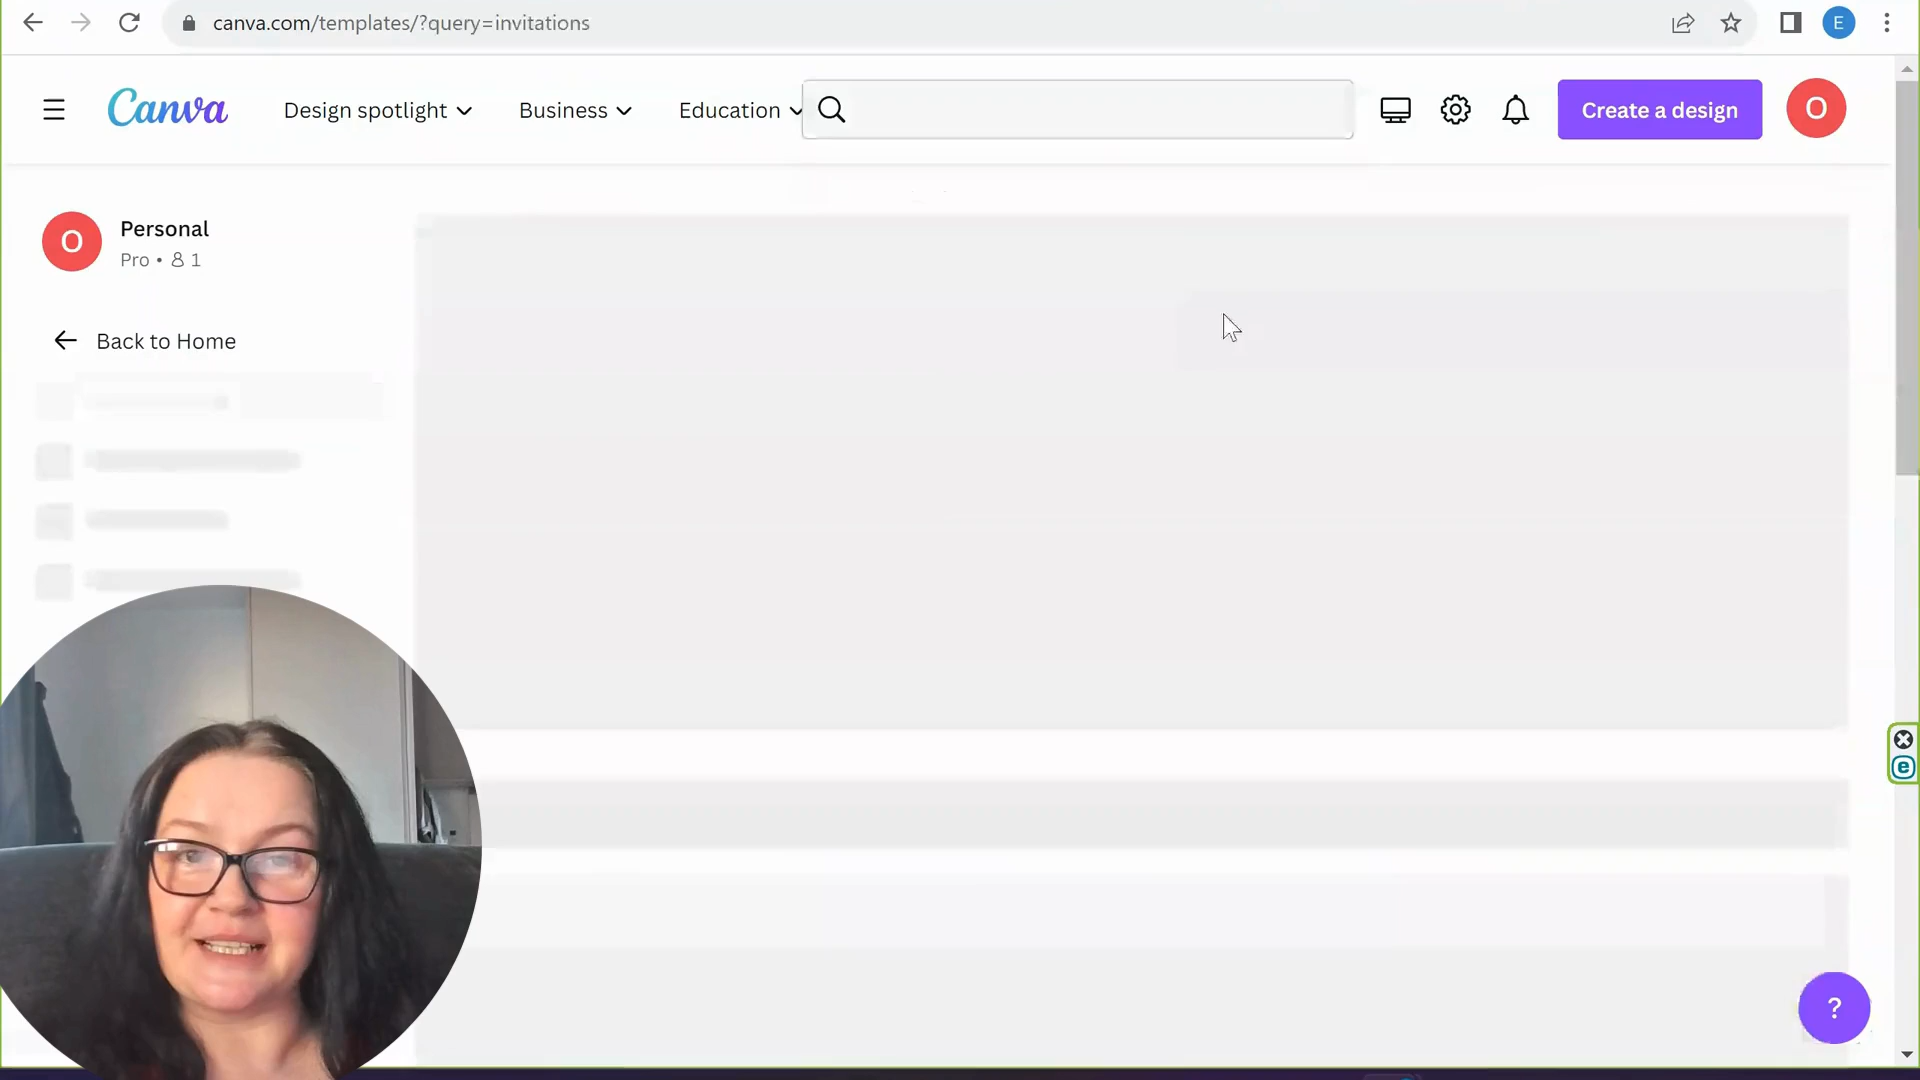 canva.com/templates/?query=invitations
E
Canva
Design spotlight
Business
Education
Create a design
O
O
Personal
Pro • 1
Back to Home
e
?